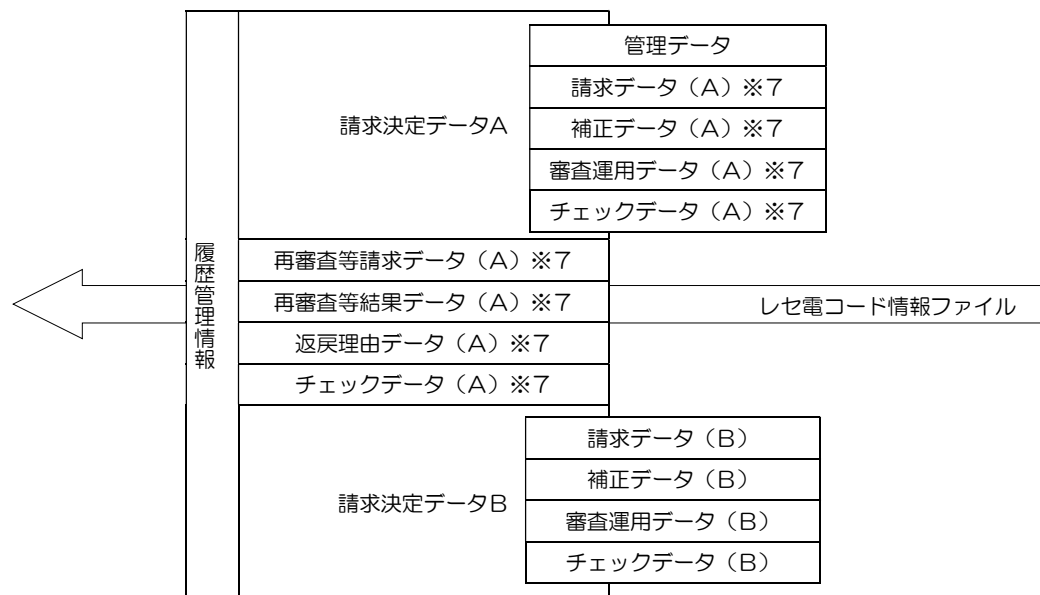 管理データ
請求データ（A）※7
請求決定データA
補正データ（A）※7
審査運用データ（A）※7
チェックデータ（A）※7
履歴管理情報
再審査等請求データ（A）※7
再審査等結果データ（A）※7
レセ電コード情報ファイル
返戻理由データ（A）※7
チェックデータ（A）※7
請求データ（B）
補正データ（B）
請求決定データB
審査運用データ（B）
チェックデータ（B）